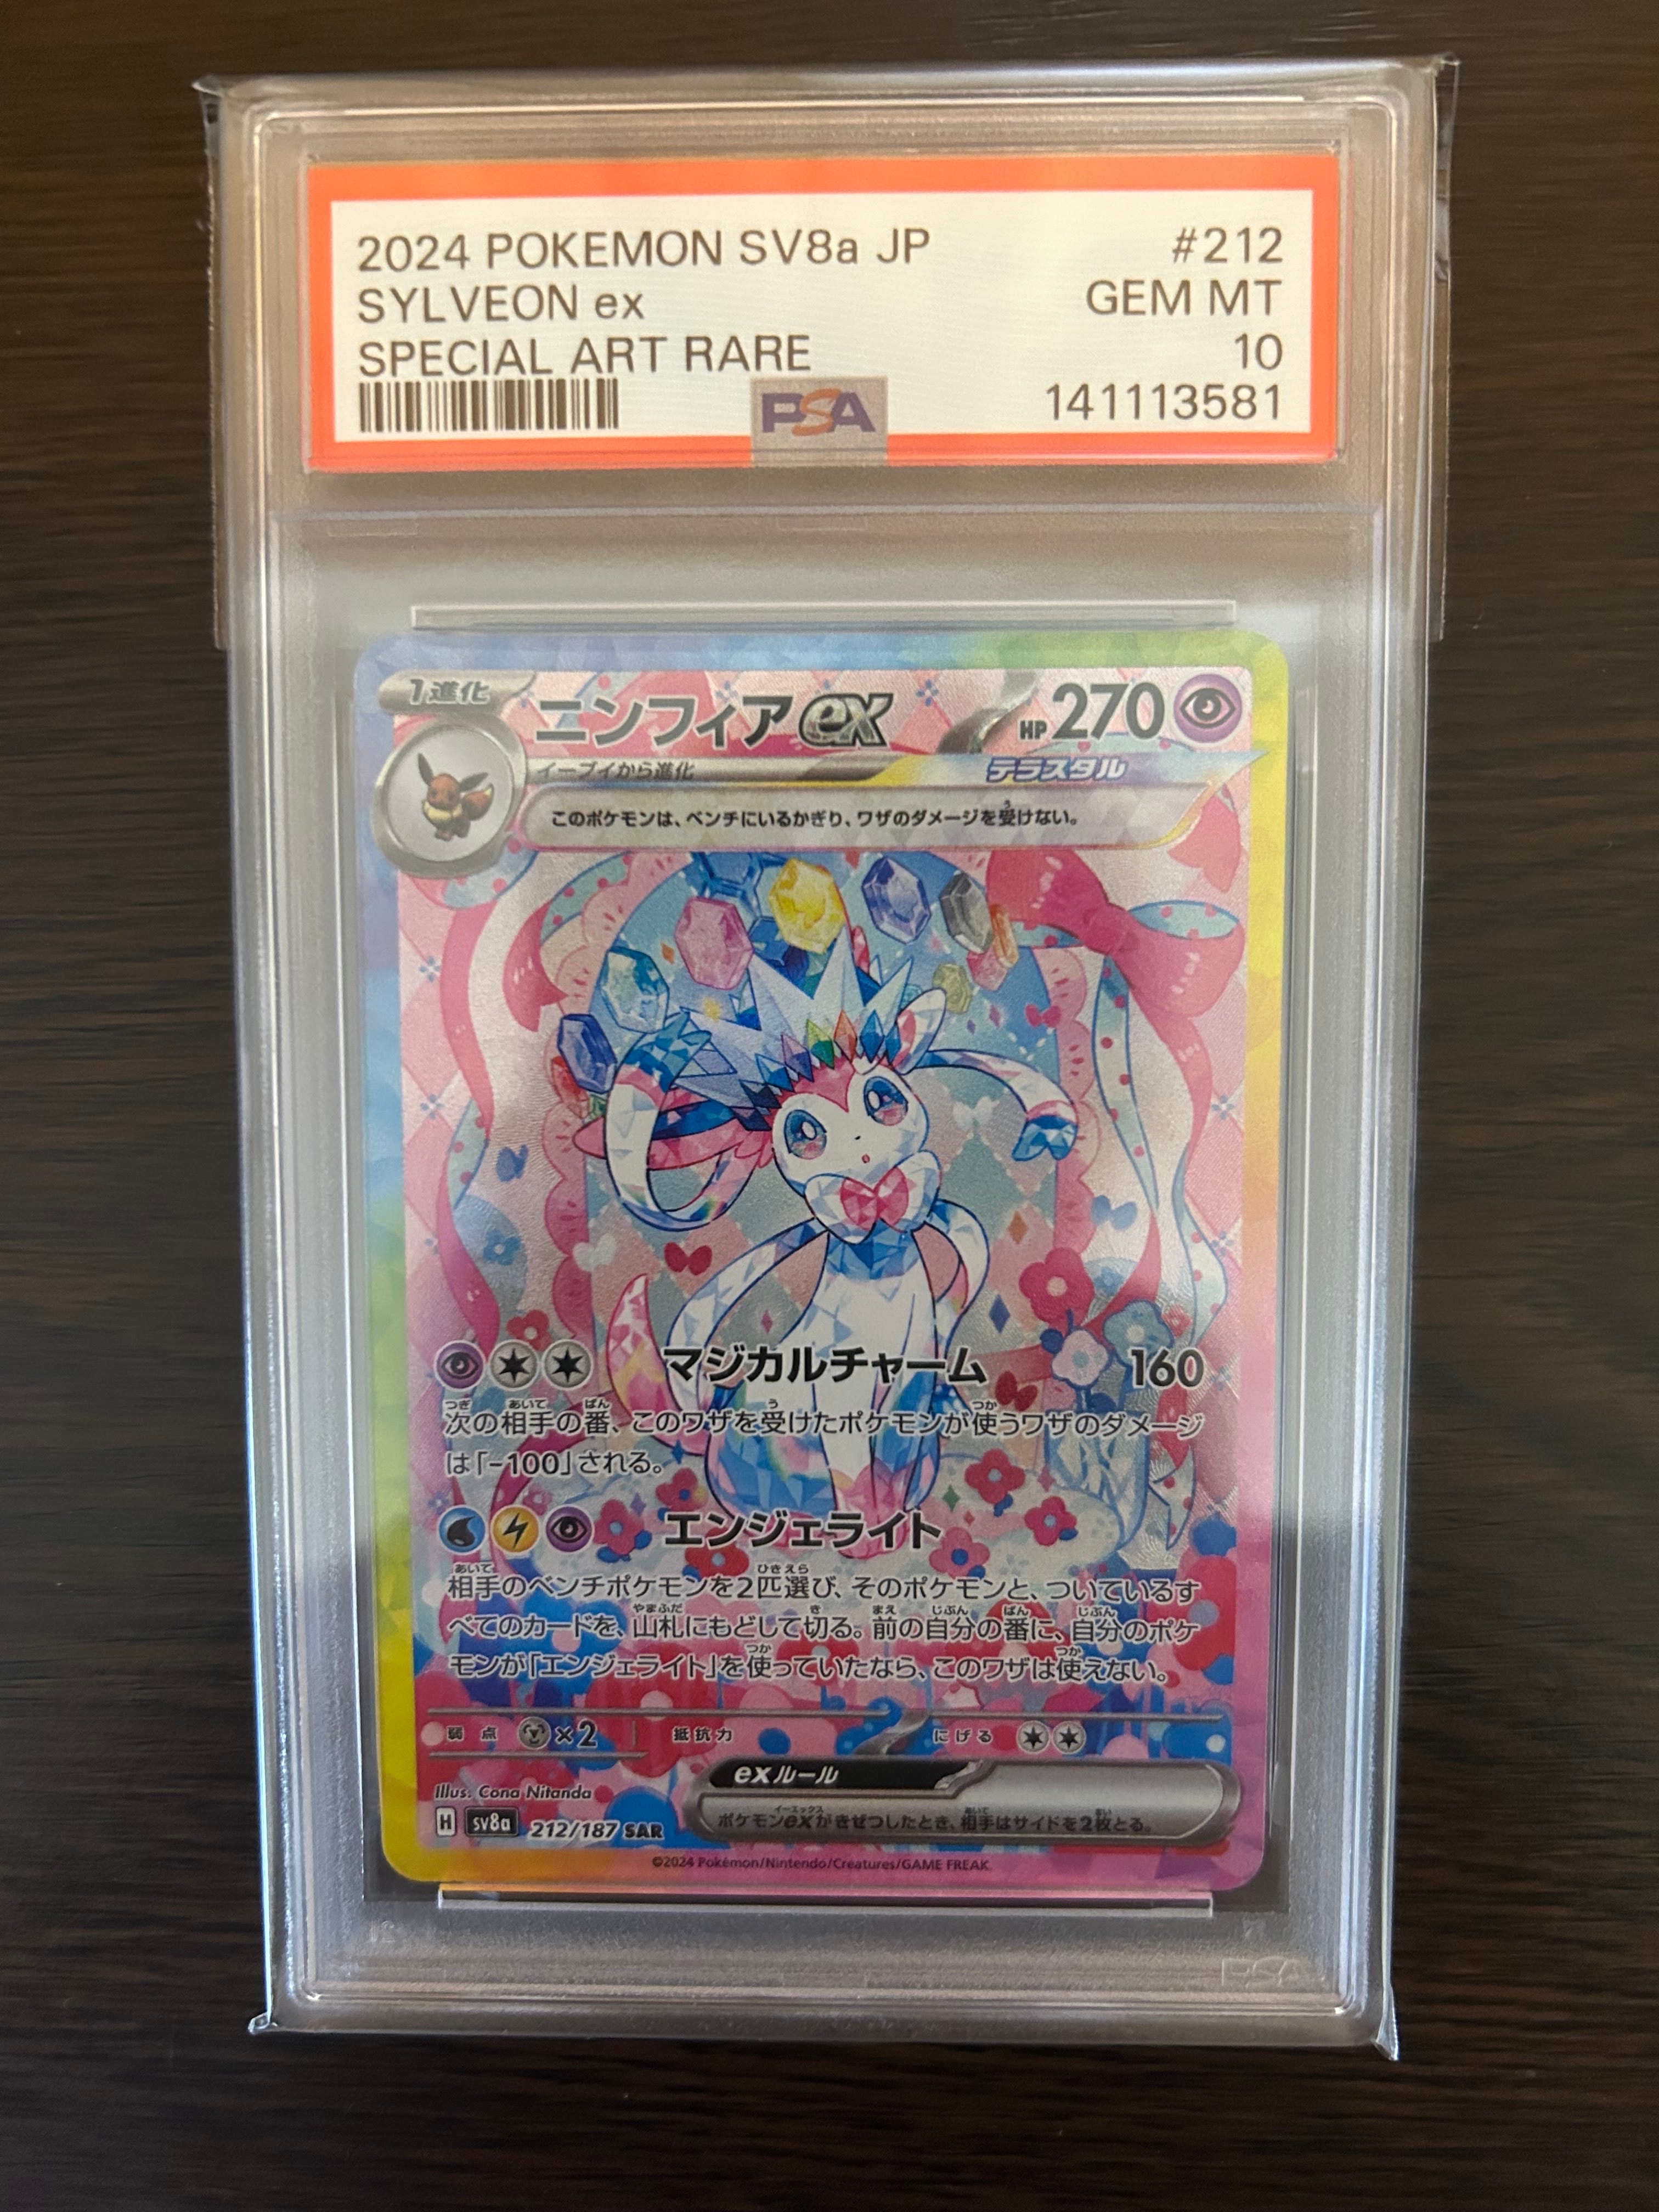 2024 POKEMON SV8a JP #212
SYLVEON ex GEM MT
SPECIAL ART RARE 10
PSA 141113581
1進化 ニンフィアex HP270
イーブイから進化 テラスタル
このポケモンは、ベンチにいるかぎり、ワザのダメージを受けない。
マジカルチャーム 160
次の相手の番、このワザを受けたポケモンが使うワザのダメージ
は「-100」される。
エンジェライト
相手のベンチポケモンを2匹選び、そのポケモンと、ついているす
べてのカードを、山札にもどして切る。前の自分の番に、自分のポケ
モンが「エンジェライト」を使っていたなら、このワザは使えない。
弱点 ×2 抵抗力 にげる
exルール
ポケモンexがきぜつしたとき、相手はサイドを2枚とる。
Illus. Cona Nitanda
H sv8a 212/187 SAR
©2024 Pokémon/Nintendo/Creatures/GAME FREAK.
PSA